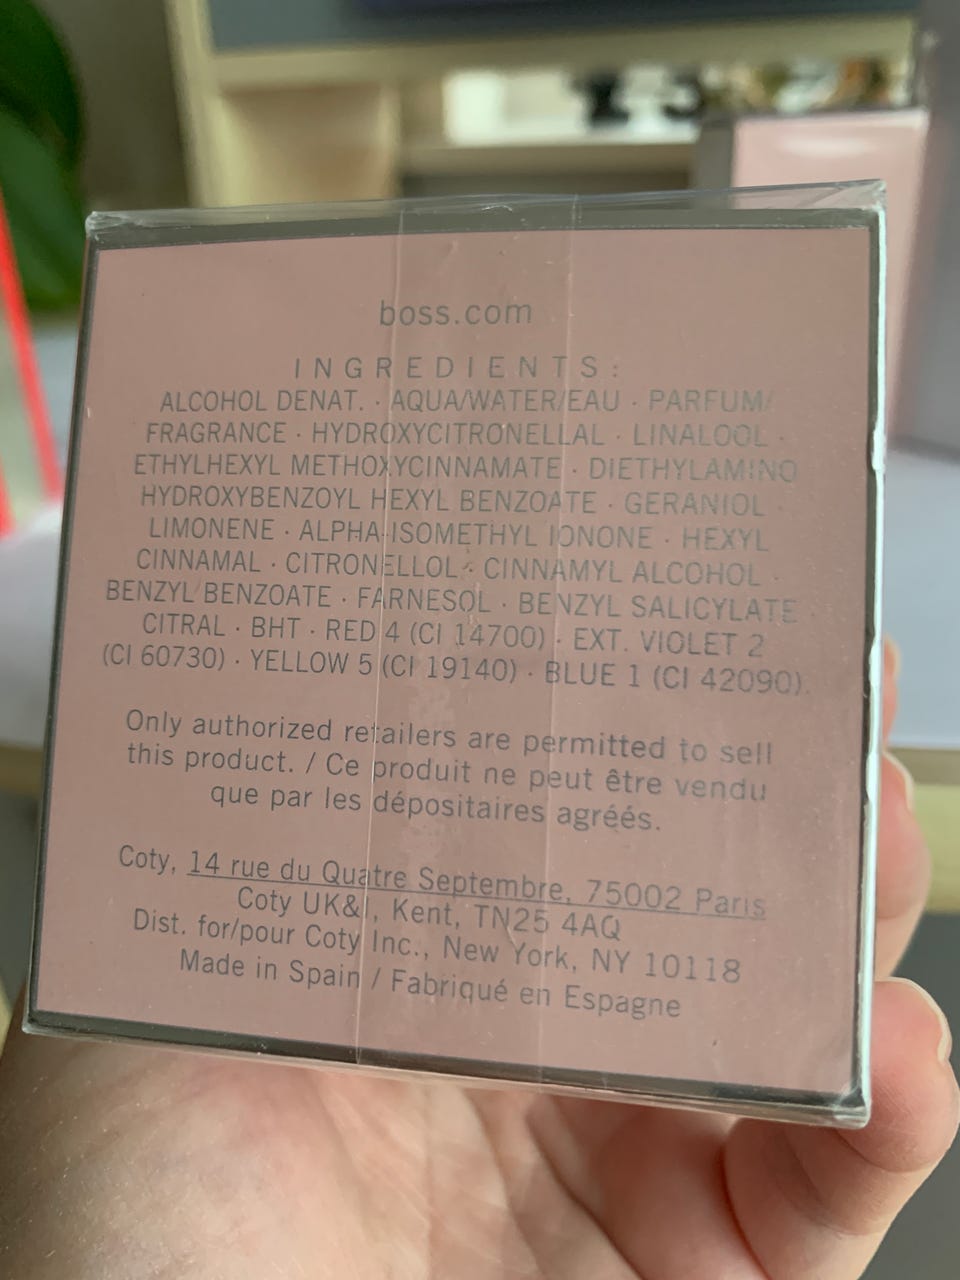 boss.com
INGREDIENTS:
ALCOHOL DENAT. · AQUA/WATER/EAU · PARFUM/
FRAGRANCE · HYDROXYCITRONELLAL · LINALOOL ·
ETHYLHEXYL METHOXYCINNAMATE · DIETHYLAMINO
HYDROXYBENZOYL HEXYL BENZOATE · GERANIOL ·
LIMONENE · ALPHA-ISOMETHYL IONONE · HEXYL
CINNAMAL · CITRONELLOL · CINNAMYL ALCOHOL ·
BENZYL BENZOATE · FARNESOL · BENZYL SALICYLATE ·
CITRAL · BHT · RED 4 (CI 14700) · EXT. VIOLET 2
(CI 60730) · YELLOW 5 (CI 19140) · BLUE 1 (CI 42090).
Only authorized retailers are permitted to sell
this product. / Ce produit ne peut être vendu
que par les dépositaires agréés.
Coty, 14 rue du Quatre Septembre, 75002 Paris
Coty UK&I, Kent, TN25 4AQ
Dist. for/pour Coty Inc., New York, NY 10118
Made in Spain / Fabriqué en Espagne